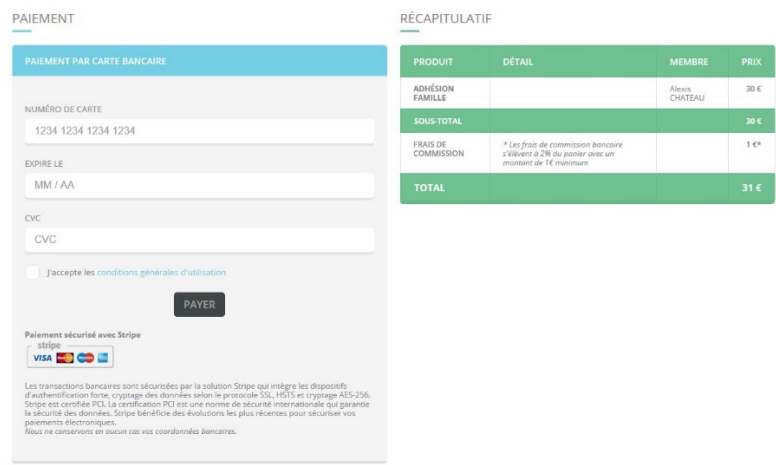 PAIEMENT
PAIEMENT PAR CARTE BANCAIRE
NUMÉRO DE CARTE
1234 1234 1234 1234
EXPIRE LE
MM / AA
CVC
CVC
J'accepte les conditions générales d'utilisation
PAYER
Paiement sécurisé avec Stripe
stripe
VISA
Les transactions bancaires sont sécurisées par la solution Stripe qui intègre les dispositifs
d'authentification forte, cryptage des données selon le protocole SSL, HSTS et cryptage AES-256.
Stripe est certifiée PCI. La certification PCI est une norme de sécurité internationale qui garantie
la sécurité des données. Stripe bénéficie des évolutions les plus récentes pour sécuriser vos
paiements électroniques.
Nous ne conservons en aucun cas vos coordonnées bancaires.
RÉCAPITULATIF
PRODUIT DÉTAIL MEMBRE PRIX
ADHÉSION Alexis 30 €
FAMILLE CHATEAU
SOUS-TOTAL 30 €
FRAIS DE * Les frais de commission bancaire 1 €*
COMMISSION s'élèvent à 2% du panier avec un
montant de 1€ minimum
TOTAL 31 €